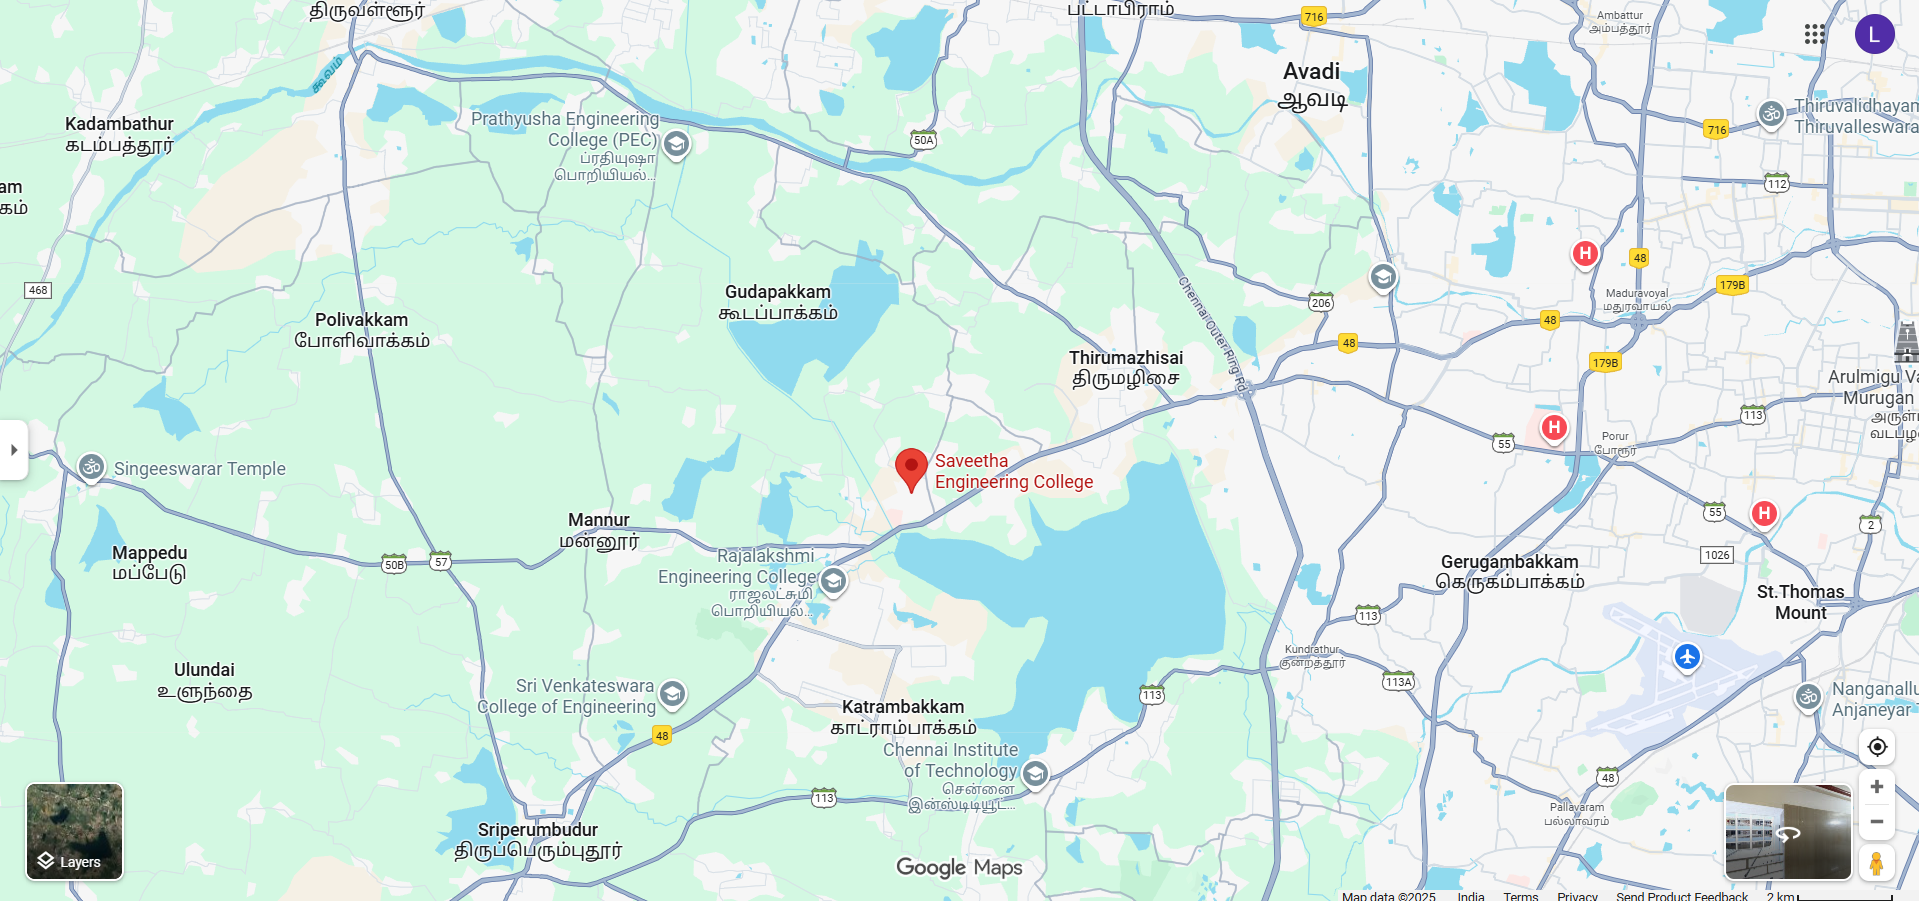 திருவள்ளூர்
பட்டாபிராம்
716
Ambattur
அம்பத்தூர்
L
கூவம்
Avadi
ஆவடி
Kadambathur
கடம்பத்தூர்
Prathyusha Engineering
College (PEC)
ப்ரதியுஷா
பொறியியல்...
50A
716
Thiruvalidhayam
Thiruvalleswara
112
am
கம்
468
Gudapakkam
கூடப்பாக்கம்
Polivakkam
போளிவாக்கம்
Chennai Outer Ring Rd
206
48
Maduravoyal
மதுரவாயல்
179B
48
48
179B
Thirumazhisai
திருமழிசை
Arulmigu Va
Murugan
அருள்
வடபழ
113
55
Porur
போரூர்
Singeeswarar Temple
Saveetha
Engineering College
Mannur
மன்னூர்
55
2
1026
Mappedu
மப்பேடு
50B
57
Rajalakshmi
Engineering College
ராஜலட்சுமி
பொறியியல்...
Gerugambakkam
கெருகம்பாக்கம்
St.Thomas
Mount
113
Kundrathur
குன்றத்தூர்
Ulundai
உளுந்தை
Sri Venkateswara
College of Engineering
113
113A
Nanganallu
Anjaneyar T
48
Katrambakkam
காட்ராம்பாக்கம்
Chennai Institute
of Technology
சென்னை
இன்ஸ்டிடியூட்...
113
48
Pallavaram
பல்லாவரம்
Sriperumbudur
திருப்பெரும்புதூர்
Layers
Google Maps
Map data ©2025 India Terms Privacy Send Product Feedback 2 km